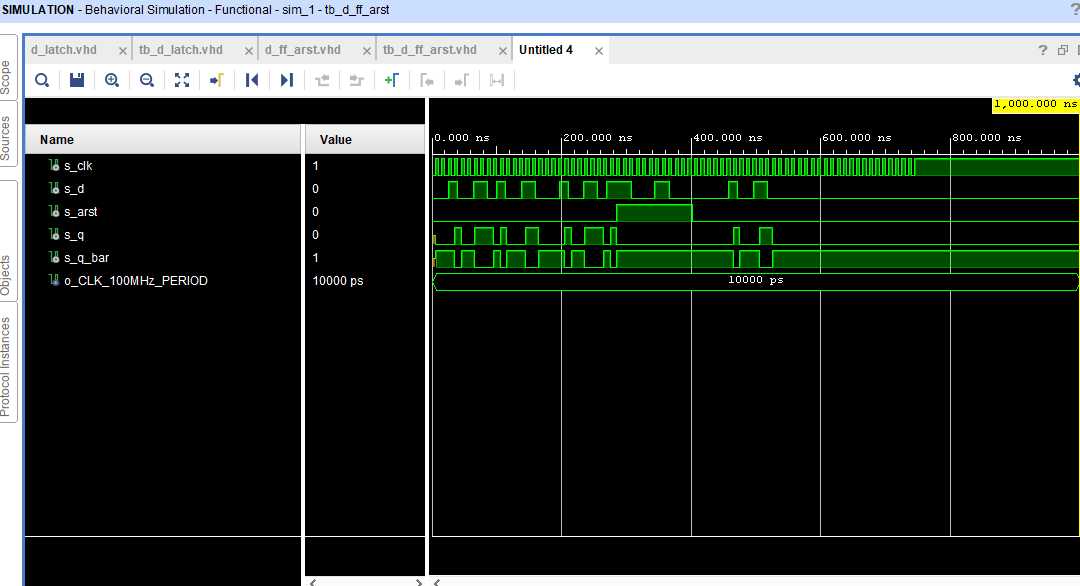 SIMULATION - Behavioral Simulation - Functional - sim_1 - tb_d_ff_arst
?
d_latch.vhd × tb_d_latch.vhd × d_ff_arst.vhd × tb_d_ff_arst.vhd × Untitled 4 ×
?
Scope
Sources
Objects
Protocol Instances
1,000.000 ns
Name Value
0.000 ns 200.000 ns 400.000 ns 600.000 ns 800.000 ns
s_clk 1
s_d 0
s_arst 0
s_q 0
s_q_bar 1
o_CLK_100MHz_PERIOD 10000 ps 10000 ps